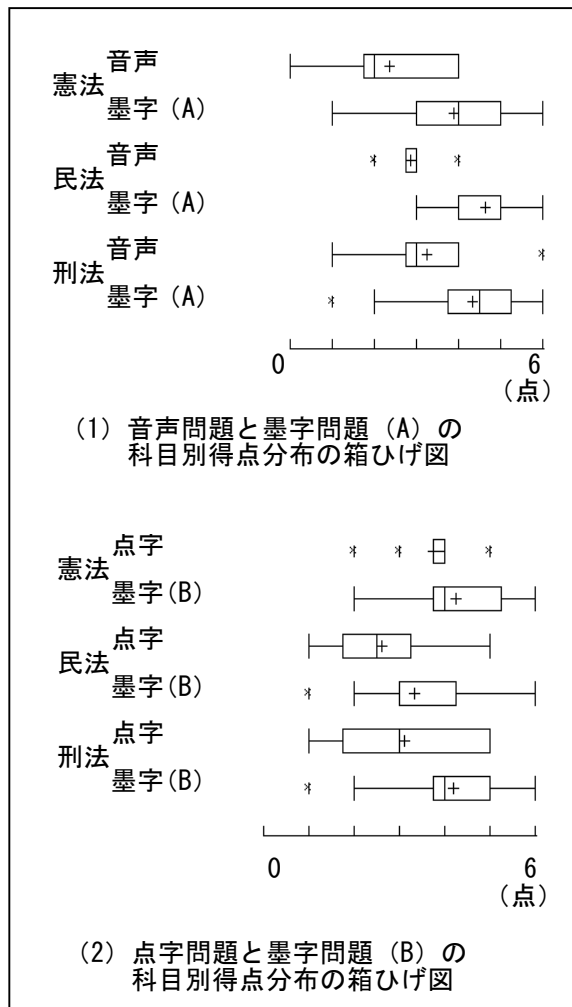 音声
憲法
墨字（A）
音声
民法
墨字（A）
音声
刑法
墨字（A）
0 6
（点）
（1）音声問題と墨字問題（A）の
科目別得点分布の箱ひげ図
点字
憲法
墨字(B)
点字
民法
墨字(B)
点字
刑法
墨字(B)
0 6
（点）
（2）点字問題と墨字問題（B）の
科目別得点分布の箱ひげ図